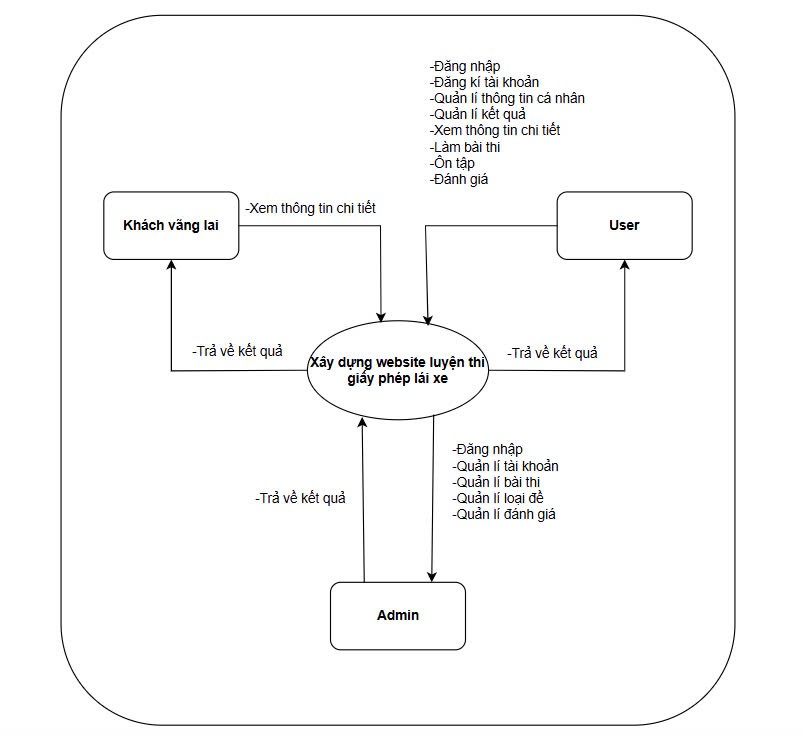 -Đăng nhập
-Đăng kí tài khoản
-Quản lí thông tin cá nhân
-Quản lí kết quả
-Xem thông tin chi tiết
-Làm bài thi
-Ôn tập
-Đánh giá
Khách vãng lai
-Xem thông tin chi tiết
User
-Trả về kết quả
Xây dựng website luyện thi
giấy phép lái xe
-Trả về kết quả
-Đăng nhập
-Quản lí tài khoản
-Quản lí bài thi
-Quản lí loại đề
-Quản lí đánh giá
-Trả về kết quả
Admin